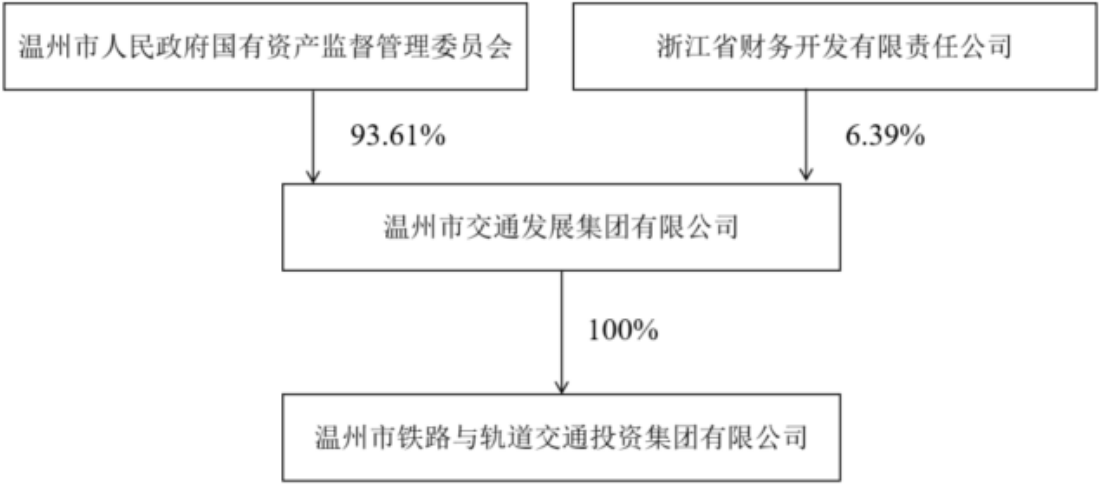 温州市人民政府国有资产监督管理委员会
浙江省财务开发有限责任公司
93.61%
6.39%
温州市交通发展集团有限公司
100%
温州市铁路与轨道交通投资集团有限公司